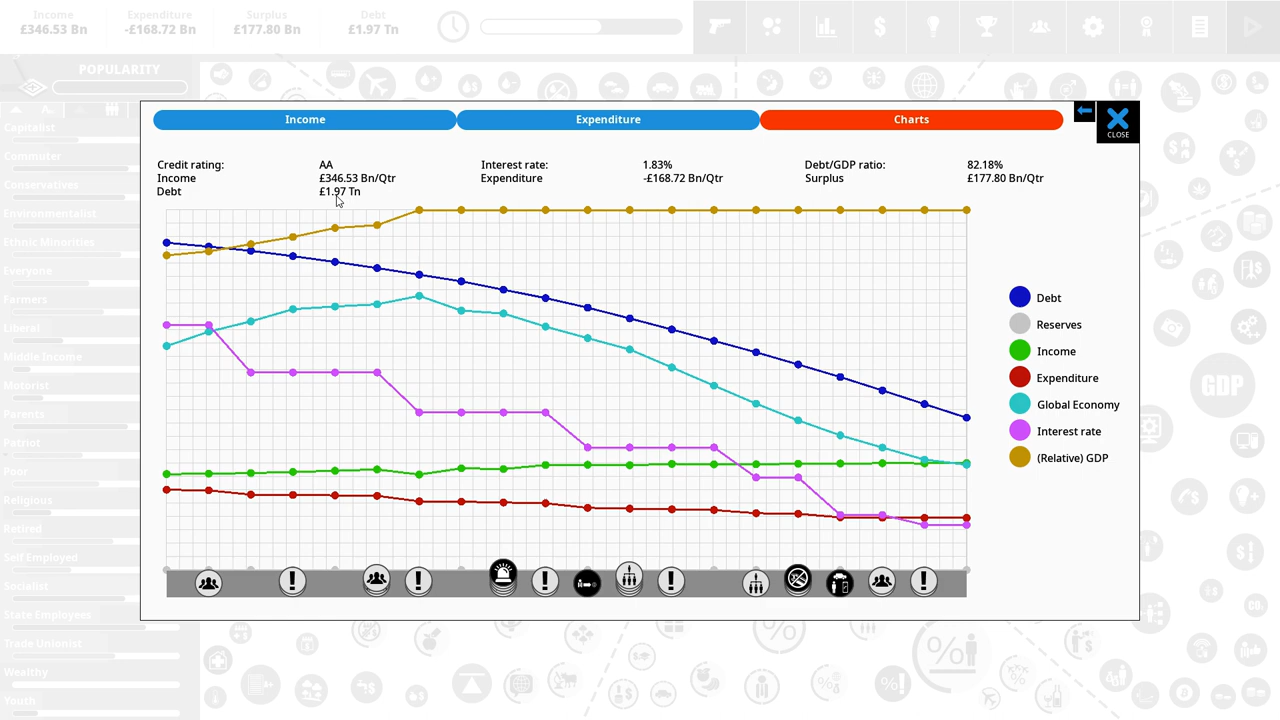 Income
£346.53 Bn
Expenditure
-£168.72 Bn
Surplus
£177.80 Bn
Debt
£1.97 Tn
POPULARITY
Capitalist
Commuter
Conservatives
Environmentalist
Ethnic Minorities
Everyone
Farmers
Liberal
Middle Income
Motorist
Parents
Patriot
Poor
Religious
Retired
Self Employed
Socialist
State Employees
Trade Unionist
Wealthy
Youth
Income
Expenditure
Charts
CLOSE
Credit rating: AA Interest rate: 1.83% Debt/GDP ratio: 82.18%
Income £346.53 Bn/Qtr Expenditure -£168.72 Bn/Qtr Surplus £177.80 Bn/Qtr
Debt £1.97 Tn
Debt
Reserves
Income
Expenditure
Global Economy
Interest rate
(Relative) GDP
GDP